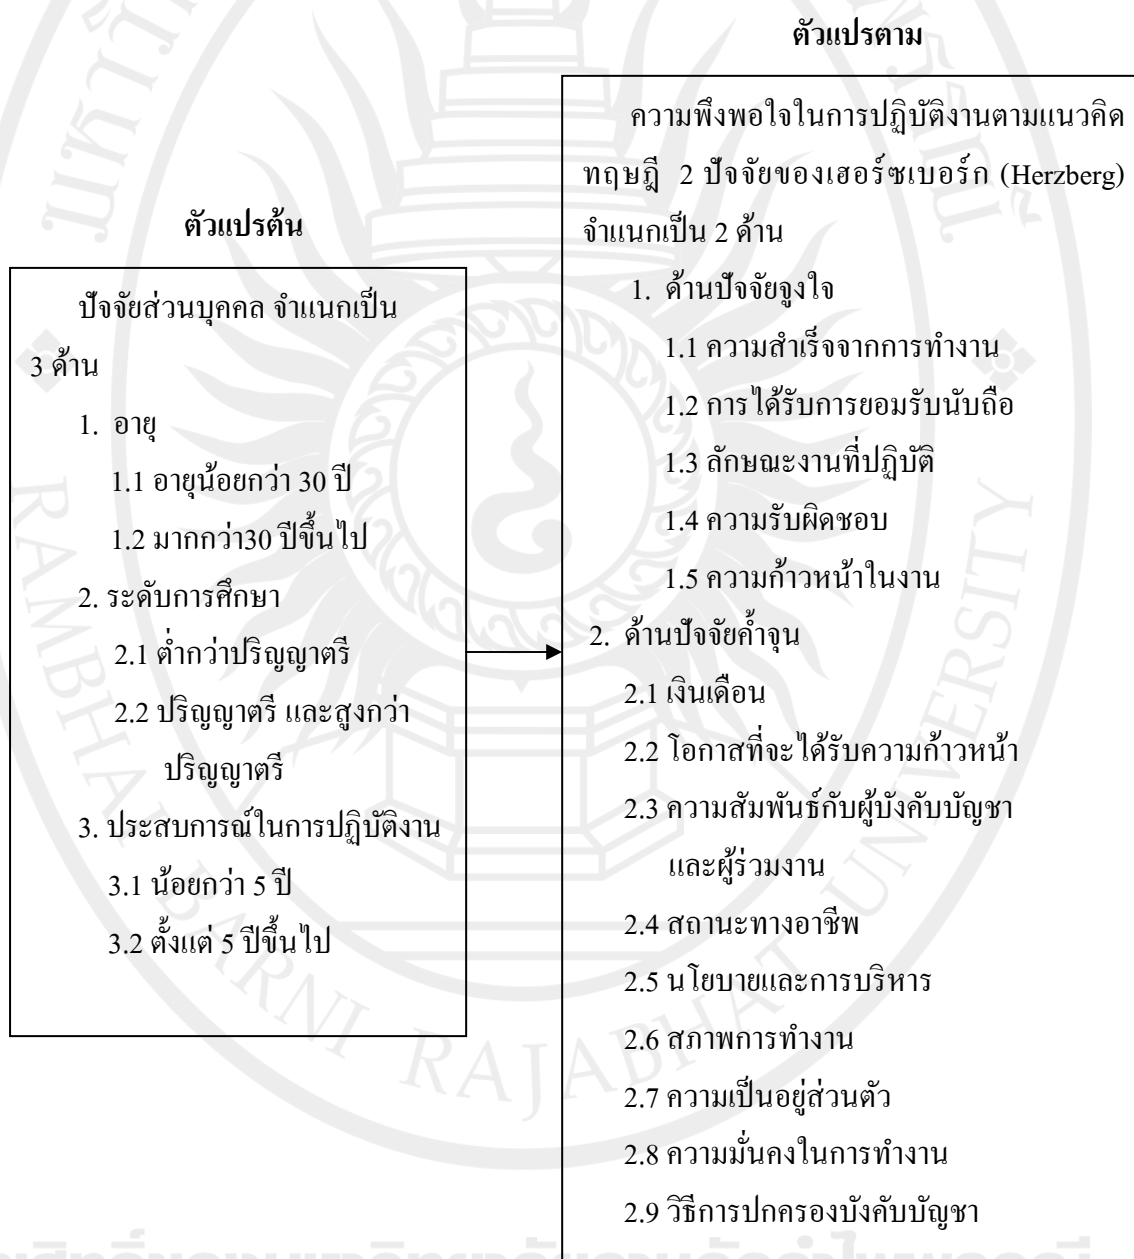 ตัวแปรต้น
ปัจจัยส่วนบุคคล จำแนกเป็น
3 ด้าน
1. อายุ
1.1 อายุน้อยกว่า 30 ปี
1.2 มากกว่า30 ปีขึ้นไป
2. ระดับการศึกษา
2.1 ต่ำกว่าปริญญาตรี
2.2 ปริญญาตรี และสูงกว่า
ปริญญาตรี
3. ประสบการณ์ในการปฏิบัติงาน
3.1 น้อยกว่า 5 ปี
3.2 ตั้งแต่ 5 ปีขึ้นไป
ตัวแปรตาม
ความพึงพอใจในการปฏิบัติงานตามแนวคิด
ทฤษฎี 2 ปัจจัยของเฮอร์ซเบอร์ก (Herzberg)
จำแนกเป็น 2 ด้าน
1. ด้านปัจจัยจูงใจ
1.1 ความสำเร็จจากการทำงาน
1.2 การได้รับการยอมรับนับถือ
1.3 ลักษณะงานที่ปฏิบัติ
1.4 ความรับผิดชอบ
1.5 ความก้าวหน้าในงาน
2. ด้านปัจจัยค้ำจุน
2.1 เงินเดือน
2.2 โอกาสที่จะได้รับความก้าวหน้า
2.3 ความสัมพันธ์กับผู้บังคับบัญชา
และผู้ร่วมงาน
2.4 สถานะทางอาชีพ
2.5 นโยบายและการบริหาร
2.6 สภาพการทำงาน
2.7 ความเป็นอยู่ส่วนตัว
2.8 ความมั่นคงในการทำงาน
2.9 วิธีการปกครองบังคับบัญชา
RAMBHAI BARNI RAJABHAT UNIVERSITY